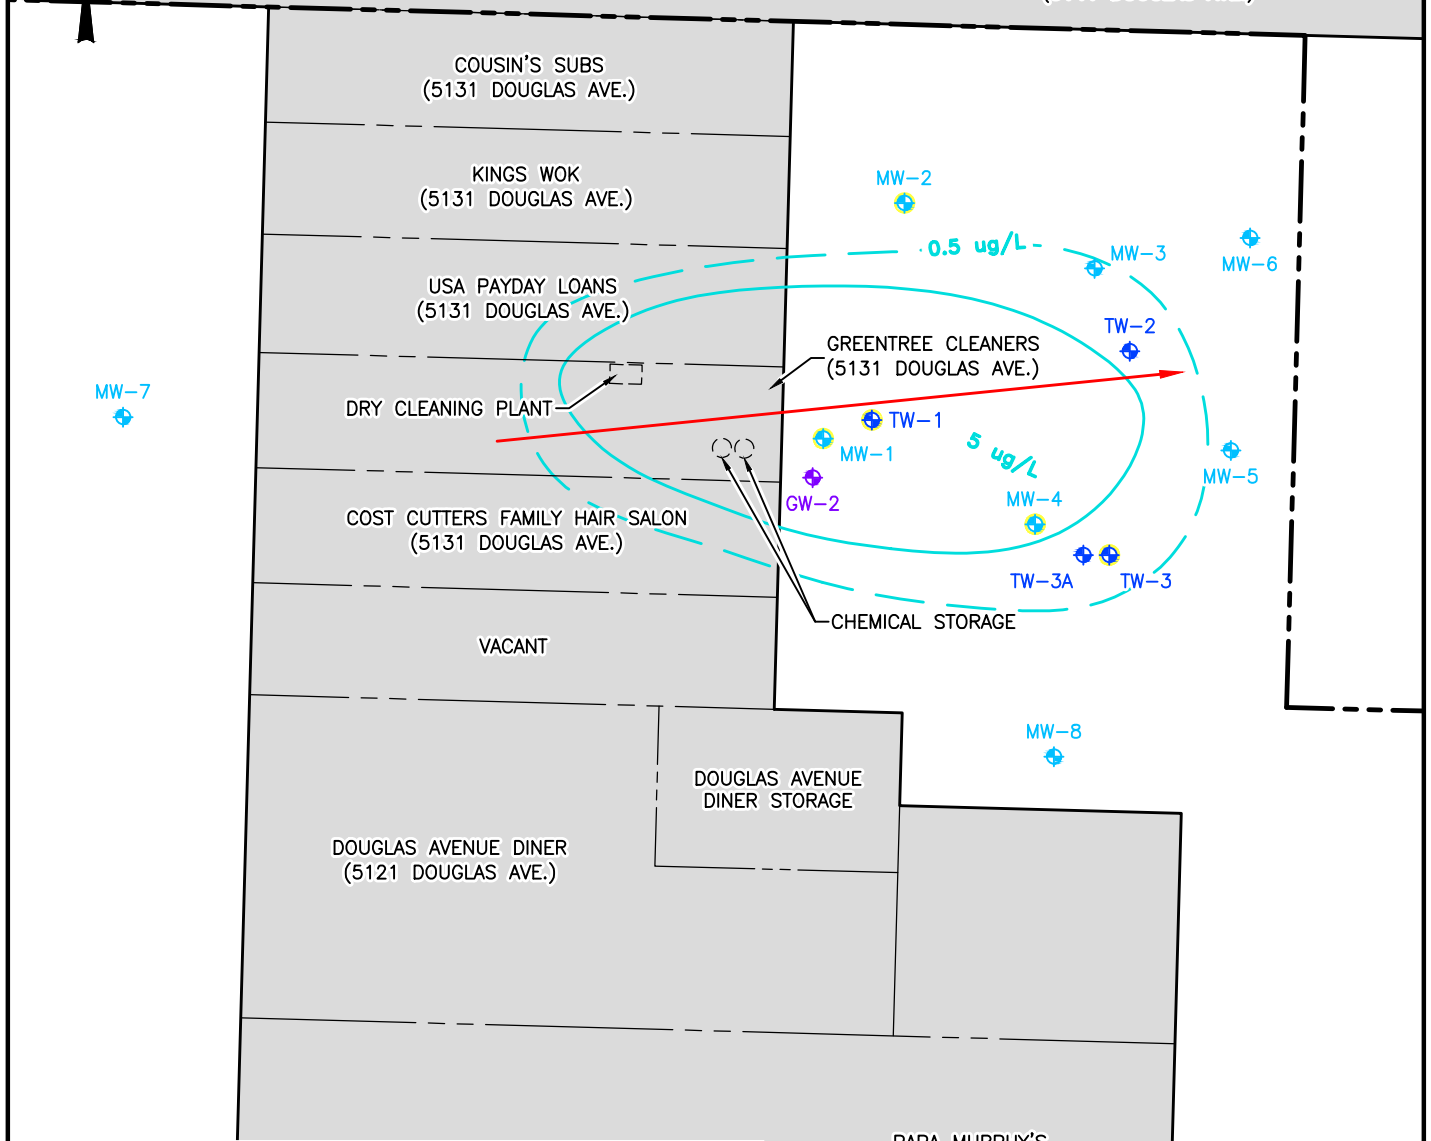 COUSIN'S SUBS
(5131 DOUGLAS AVE.)
KINGS WOK
(5131 DOUGLAS AVE.)
MW-2
0.5 ug/L
MW-3
MW-6
USA PAYDAY LOANS
(5131 DOUGLAS AVE.)
TW-2
GREENTREE CLEANERS
(5131 DOUGLAS AVE.)
MW-7
DRY CLEANING PLANT
TW-1
MW-1
5 ug/L
MW-5
GW-2
MW-4
COST CUTTERS FAMILY HAIR SALON
(5131 DOUGLAS AVE.)
TW-3A
TW-3
CHEMICAL STORAGE
VACANT
MW-8
DOUGLAS AVENUE
DINER STORAGE
DOUGLAS AVENUE DINER
(5121 DOUGLAS AVE.)
PAPA MURPHY'S